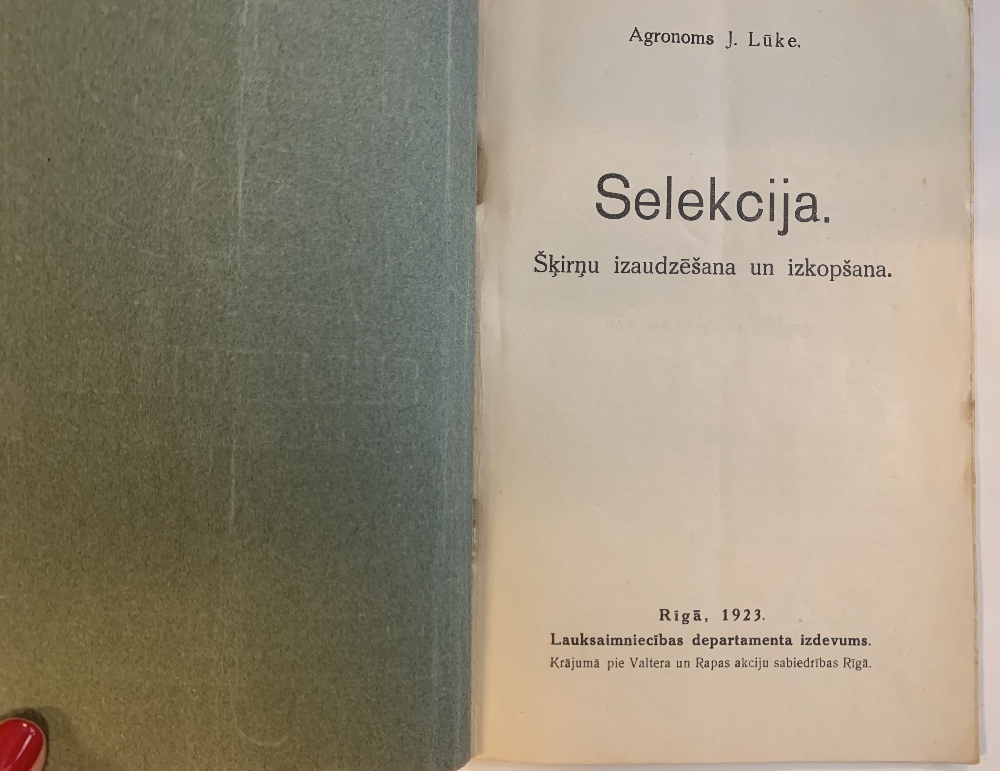 Agronoms J. Lūke.
Selekcija.
Šķirņu izaudzēšana un izkopšana.
Rīgā, 1923.
Lauksaimniecības departamenta izdevums.
Krājumā pie Valtera un Rapas akciju sabiedrības Rīgā.